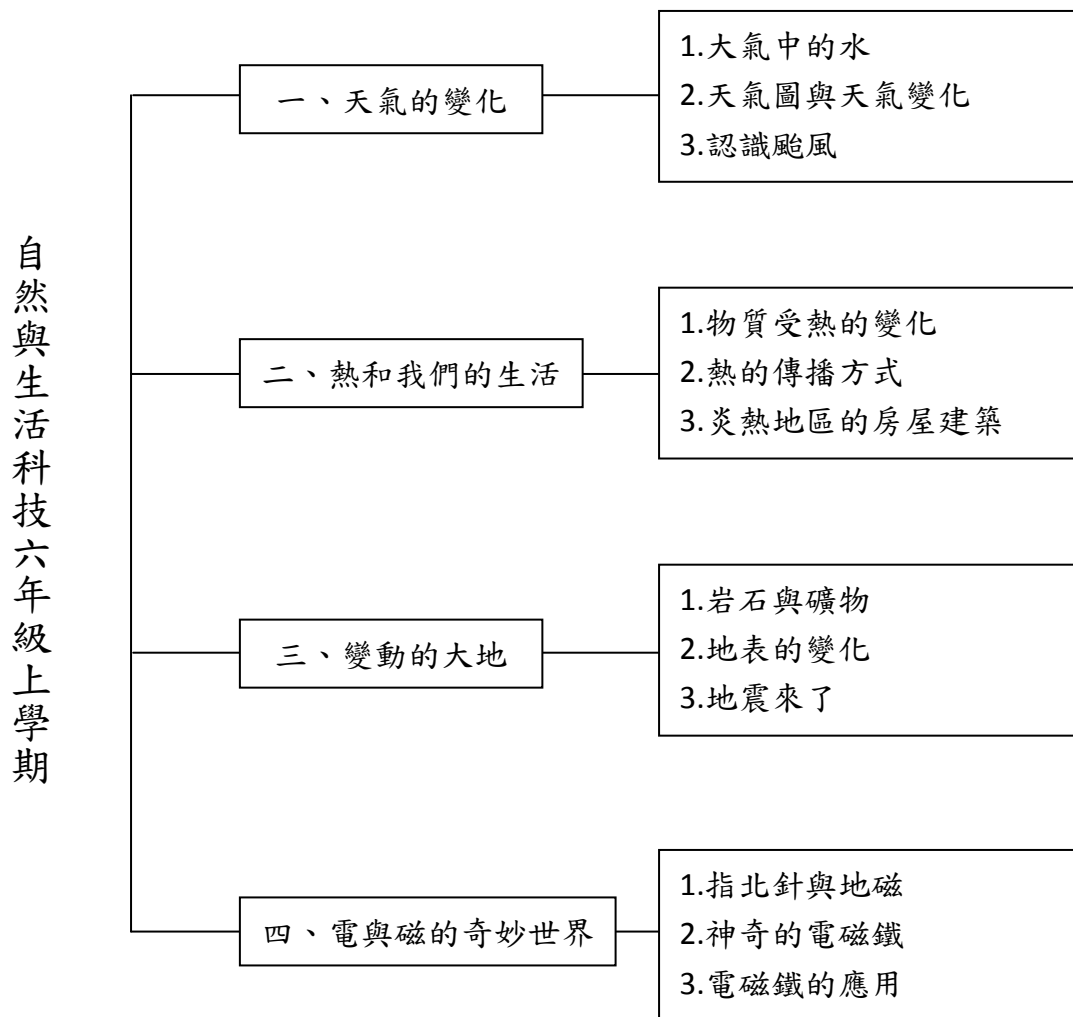 自然與生活科技六年級上學期
一、天氣的變化
1.大氣中的水
2.天氣圖與天氣變化
3.認識颱風
二、熱和我們的生活
1.物質受熱的變化
2.熱的傳播方式
3.炎熱地區的房屋建築
三、變動的大地
1.岩石與礦物
2.地表的變化
3.地震來了
四、電與磁的奇妙世界
1.指北針與地磁
2.神奇的電磁鐵
3.電磁鐵的應用